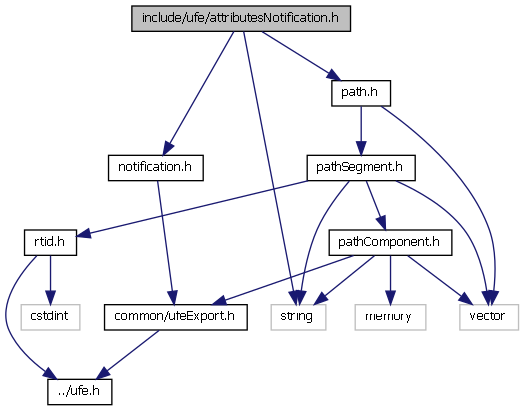 include/ufe/attributesNotification.h
path.h
notification.h
pathSegment.h
rtid.h
pathComponent.h
cstdint
common/ufeExport.h
string
memory
vector
../ufe.h